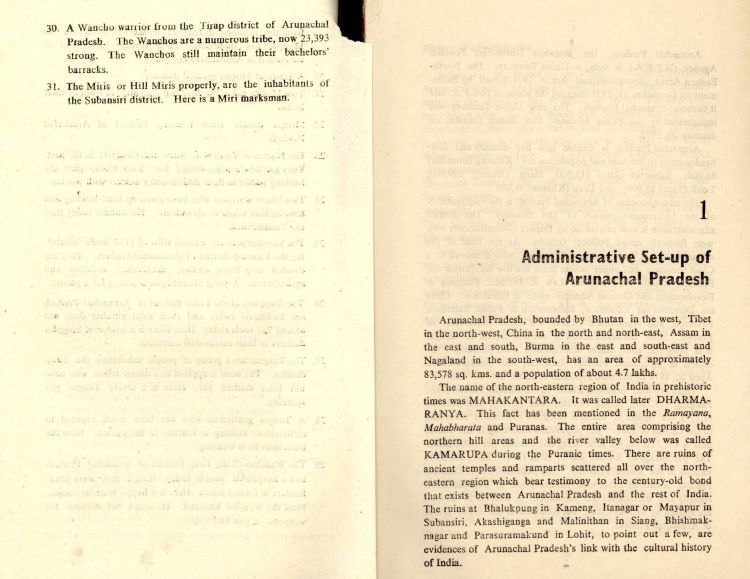 30. A Wancho warrior from the Tirap district of Arunachal
Pradesh. The Wanchos are a numerous tribe, now 23,393
strong. The Wanchos still maintain their bachelors'
barracks.
31. The Miris or Hill Miris properly, are the inhabitants of
the Subansiri district. Here is a Miri marksman.
1
Administrative Set-up of
Arunachal Pradesh
Arunachal Pradesh, bounded by Bhutan in the west, Tibet
in the north-west, China in the north and north-east, Assam in
the east and south, Burma in the east and south-east and
Nagaland in the south-west, has an area of approximately
83,578 sq. kms. and a population of about 4.7 lakhs.
The name of the north-eastern region of India in prehistoric
times was MAHAKANTARA. It was called later DHARMA-
RANYA. This fact has been mentioned in the Ramayana,
Mahabharata and Puranas. The entire area comprising the
northern hill areas and the river valley below was called
KAMARUPA during the Puranic times. There are ruins of
ancient temples and ramparts scattered all over the north-
eastern region which bear testimony to the century-old bond
that exists between Arunachal Pradesh and the rest of India.
The ruins at Bhalukpung in Kameng, Itanagar or Mayapur in
Subansiri, Akashiganga and Malinithan in Siang, Bhishmak-
nagar and Parasuramakund in Lohit, to point out a few, are
evidences of Arunachal Pradesh's link with the cultural history
of India.